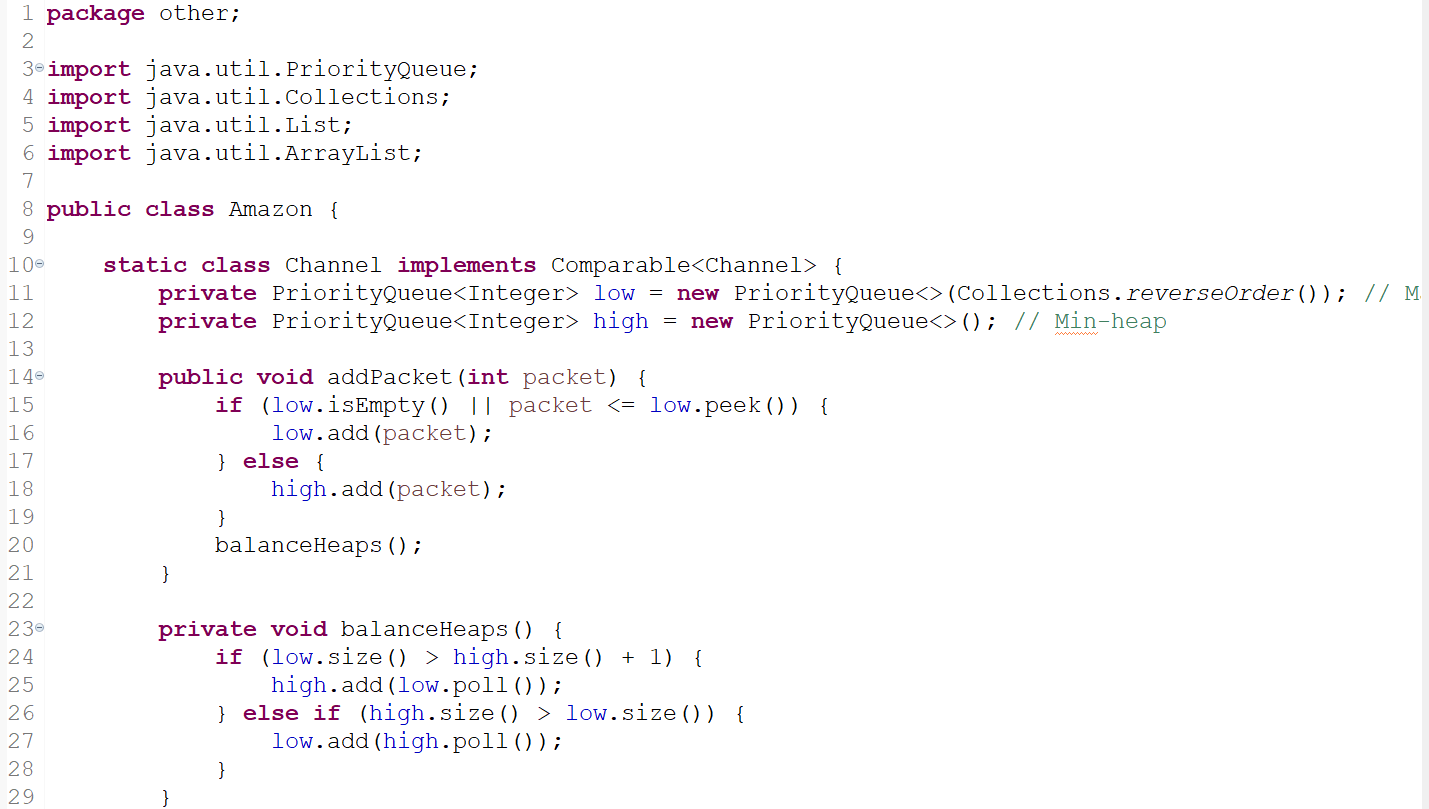 1 package other;
2
3 import java.util.PriorityQueue;
4 import java.util.Collections;
5 import java.util.List;
6 import java.util.ArrayList;
7
8 public class Amazon {
9
10     static class Channel implements Comparable<Channel> {
11         private PriorityQueue<Integer> low = new PriorityQueue<>(Collections.reverseOrder()); //
12         private PriorityQueue<Integer> high = new PriorityQueue<>(); // Min-heap
13
14         public void addPacket(int packet) {
15             if (low.isEmpty() || packet <= low.peek()) {
16                 low.add(packet);
17             } else {
18                 high.add(packet);
19             }
20             balanceHeaps();
21         }
22
23         private void balanceHeaps() {
24             if (low.size() > high.size() + 1) {
25                 high.add(low.poll());
26             } else if (high.size() > low.size()) {
27                 low.add(high.poll());
28             }
29         }